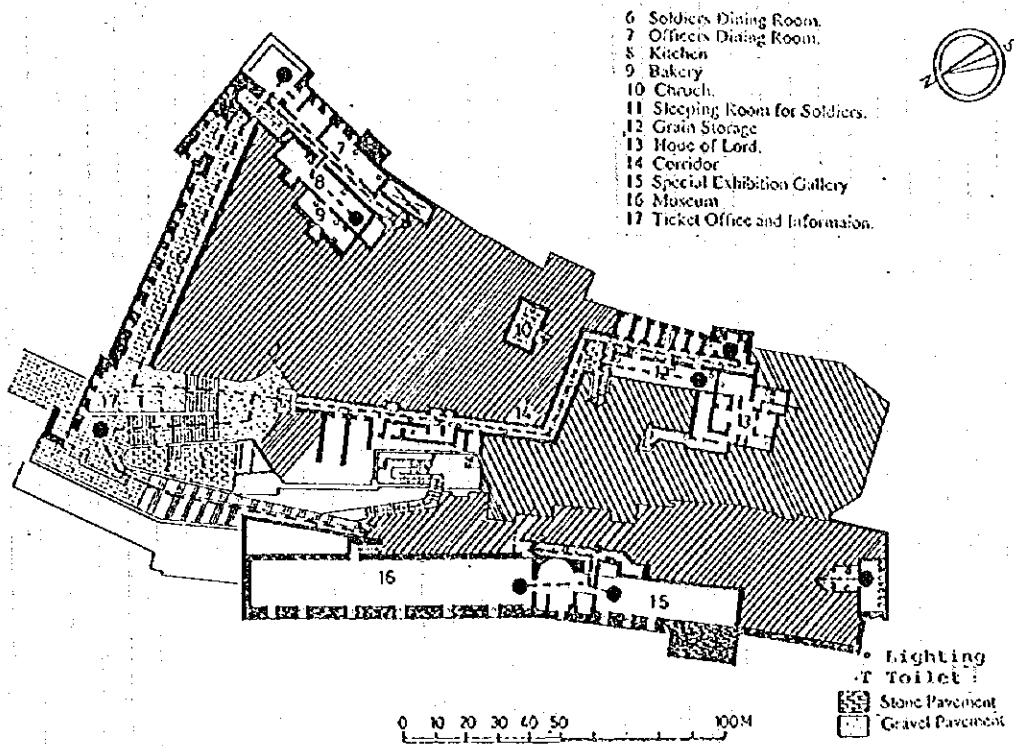 6 Soldiers Dining Room.
7 Officers Dining Room.
8 Kitchen
9 Bakery
10 Chruch.
11 Sleeping Room for Soldiers.
12 Grain Storage
13 Houe of Lord.
14 Corridor
15 Special Exhibition Gallery
16 Museum
17 Ticket Office and Informaion.
N
S
7
8
9
10
14
12
13
17
16
15
Lighting
T Toilet
Stone Pavement
Gravel Pavement
0 10 20 30 40 50 100M